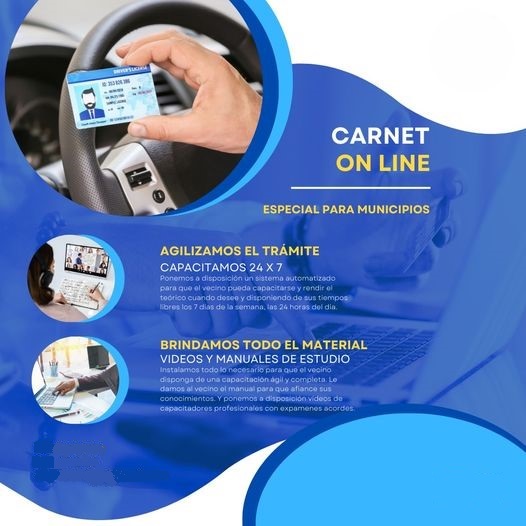 DRIVER LICENSE
CARNET
ON LINE
ESPECIAL PARA MUNICIPIOS
AGILIZAMOS EL TRÁMITE
CAPACITAMOS 24 X 7
Ponemos a disposición un sistema automatizado
para que el vecino pueda capacitarse y rendir el
teórico cuando desee y disponiendo de sus tiempos
libres los 7 días de la semana, las 24 horas del día.
BRINDAMOS TODO EL MATERIAL
VIDEOS Y MANUALES DE ESTUDIO
Instalamos todo lo necesario para que el vecino
disponga de una capacitación ágil y completa. Le
damos al vecino el manual para que afiance sus
conocimientos. Y ponemos a disposición videos de
capacitadores profesionales con expamenes acordes.